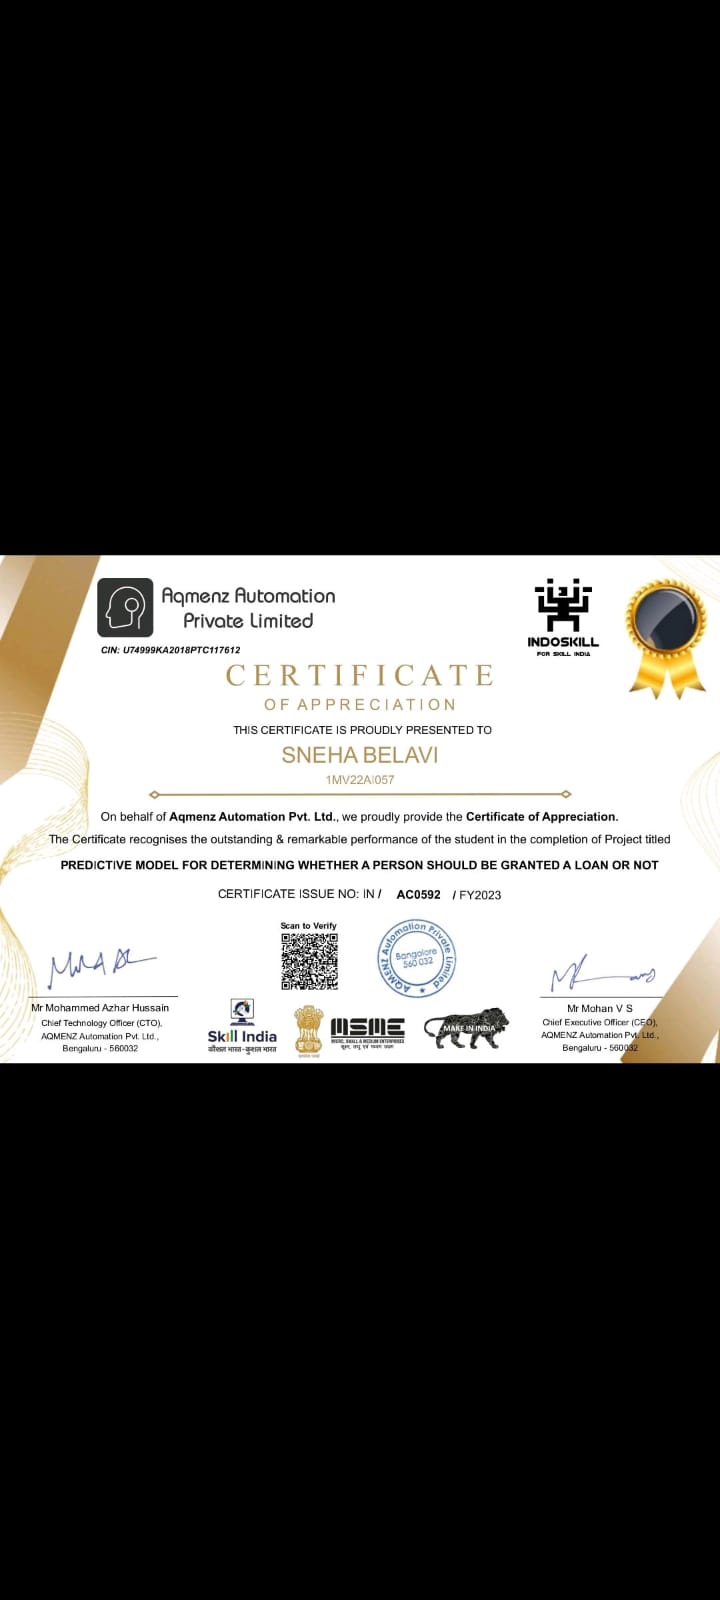 Aqmenz Automation
Private Limited
CIN: U74999KA2018PTC117612
INDOSKILL
FOR SKILL INDIA
CERTIFICATE
OF APPRECIATION
THIS CERTIFICATE IS PROUDLY PRESENTED TO
SNEHA BELAVI
1MV22AI057
On behalf of Aqmenz Automation Pvt. Ltd., we proudly provide the Certificate of Appreciation.
The Certificate recognises the outstanding & remarkable performance of the student in the completion of Project titled
PREDICTIVE MODEL FOR DETERMINING WHETHER A PERSON SHOULD BE GRANTED A LOAN OR NOT
CERTIFICATE ISSUE NO: IN / AC0592 / FY2023
Scan to Verify
AQMENZ Automation Private Limited
Bangalore
560 032
Mr Mohammed Azhar Hussain
Chief Technology Officer (CTO),
AQMENZ Automation Pvt. Ltd.,
Bengaluru - 560032
Skill India
कौशल भारत-कुशल भारत
MSME
MICRO, SMALL & MEDIUM ENTERPRISES
सूक्ष्म, लघु एवं मध्यम उद्यम
MAKE IN INDIA
Mr Mohan V S
Chief Executive Officer (CEO),
AQMENZ Automation Pvt. Ltd.,
Bengaluru - 560032